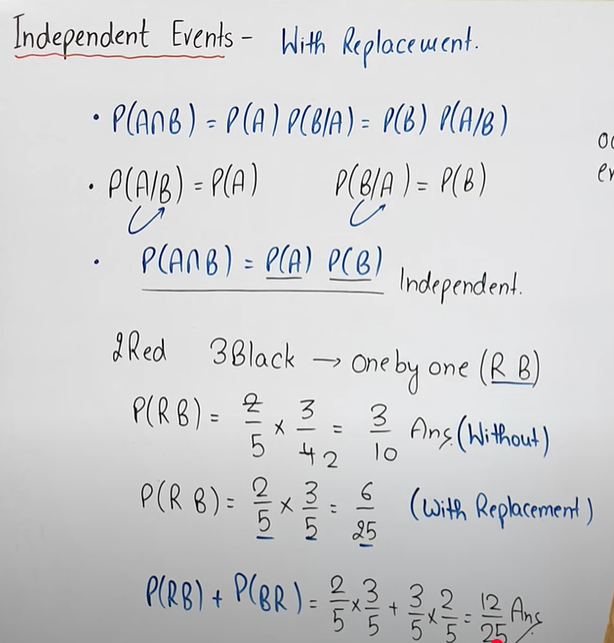 Independent Events - With Replacement.
• P(A∩B) = P(A) P(B/A) = P(B) P(A/B)
• P(A/B) = P(A) P(B/A) = P(B)
• P(A∩B) = P(A) P(B) Independent.
2Red 3Black → one by one (R B)
P(R B) = 2/5 × 3/4 2 = 3/10 Ans. (Without)
P(R B) = 2/5 × 3/5 = 6/25 (With Replacement)
P(RB) + P(BR) = 2/5 × 3/5 + 3/5 × 2/5 = 12/25 Ans